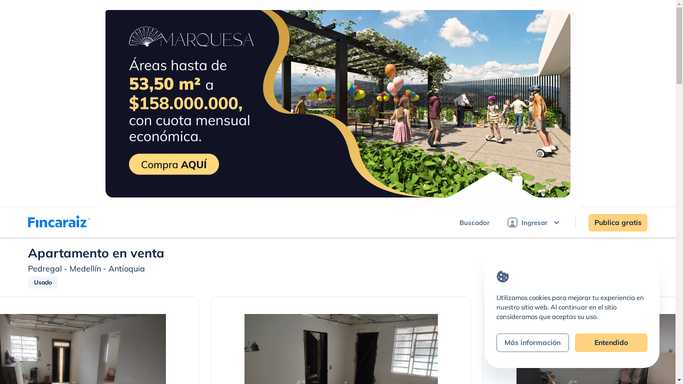 MARQUESA
Áreas hasta de
53,50 m² a
$158.000.000,
con cuota mensual
económica.
Compra AQUÍ
Fincaraiz
Buscador
Ingresar
Publica gratis
Apartamento en venta
Pedregal - Medellín - Antioquia
Usado
Utilizamos cookies para mejorar tu experiencia en
nuestro sitio web. Al continuar en el sitio
consideramos que aceptas su uso.
Más información
Entendido